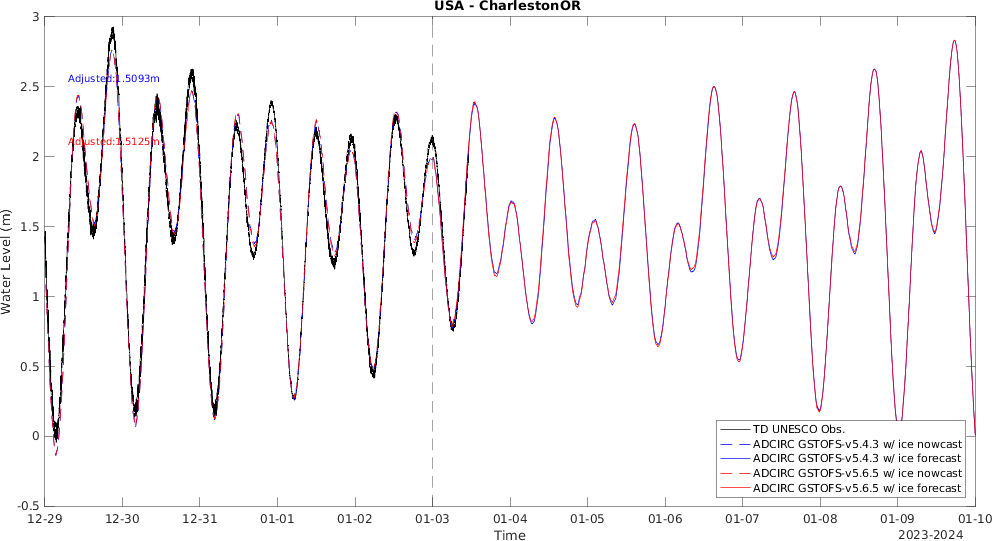 USA - CharlestonOR
3
2.5
2
1.5
1
0.5
0
-0.5
Water Level (m)
Adjusted:1.5093m
Adjusted:1.5125m
TD UNESCO Obs.
ADCIRC GSTOFS-v5.4.3 w/ ice nowcast
ADCIRC GSTOFS-v5.4.3 w/ ice forecast
ADCIRC GSTOFS-v5.6.5 w/ ice nowcast
ADCIRC GSTOFS-v5.6.5 w/ ice forecast
12-29 12-30 12-31 01-01 01-02 01-03 01-04 01-05 01-06 01-07 01-08 01-09 01-10
Time
2023-2024